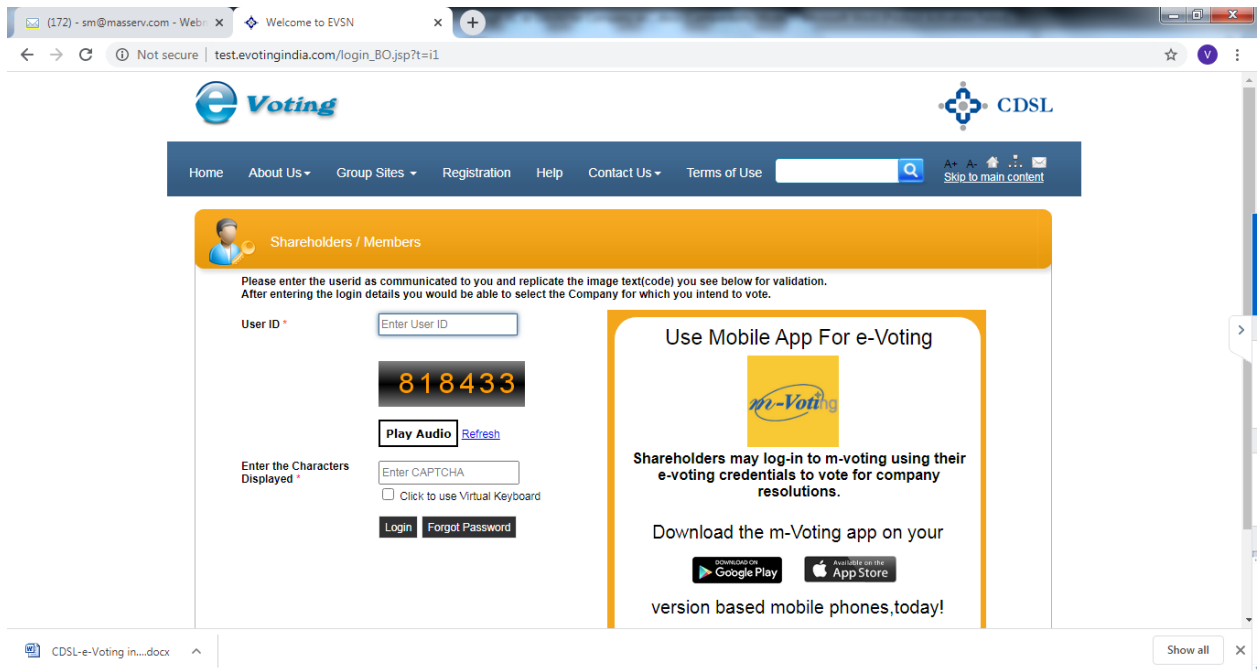 (172) - sm@masserv.com - Webm
Welcome to EVSN
Not secure | test.evotingindia.com/login_BO.jsp?t=i1
V
e Voting
CDSL
Home About Us Group Sites Registration Help Contact Us Terms of Use
A+ A-
Skip to main content
Shareholders / Members
Please enter the userid as communicated to you and replicate the image text(code) you see below for validation.
After entering the login details you would be able to select the Company for which you intend to vote.
User ID *
Enter User ID
818433
Play Audio Refresh
Enter the Characters
Displayed *
Enter CAPTCHA
Click to use Virtual Keyboard
Login Forgot Password
Use Mobile App For e-Voting
m-Voting
Shareholders may log-in to m-voting using their
e-voting credentials to vote for company
resolutions.
Download the m-Voting app on your
DOWNLOAD ON
Google Play
Available on the
App Store
version based mobile phones,today!
CDSL-e-Voting in....docx
Show all